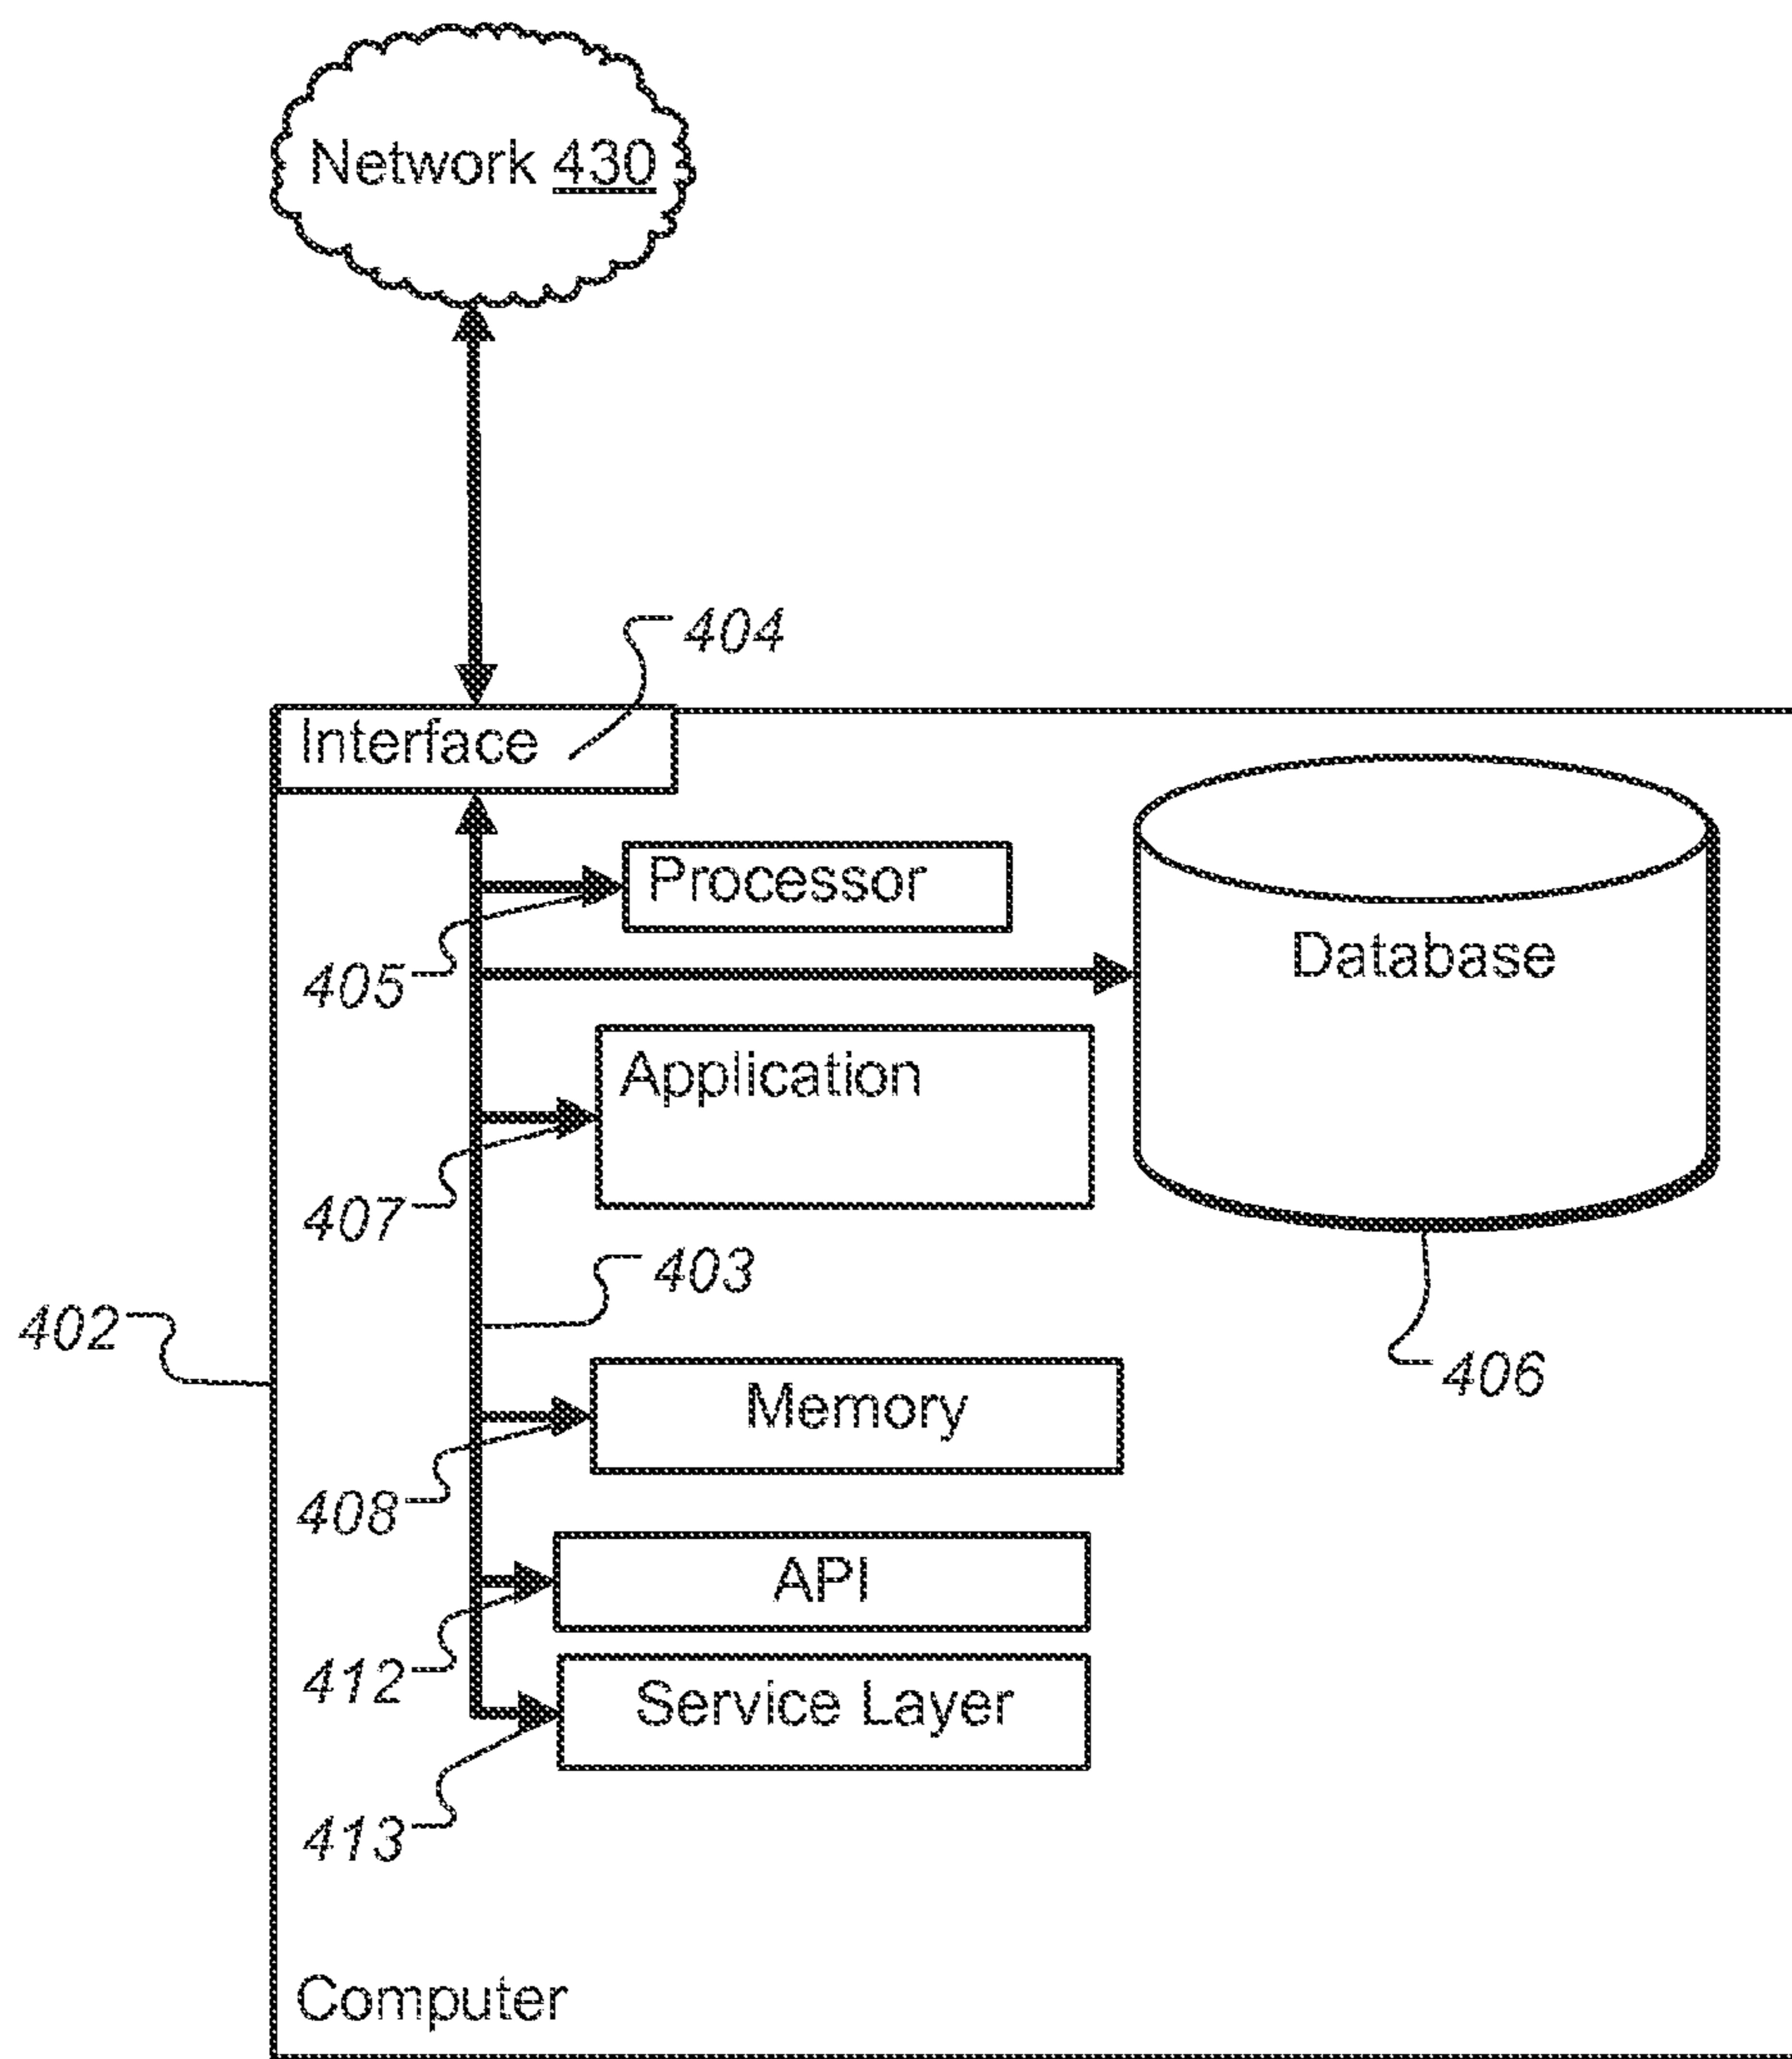 Network 430
404
Interface
Processor
405
Database
Application
407
403
402
406
Memory
408
API
412
Service Layer
413
Computer